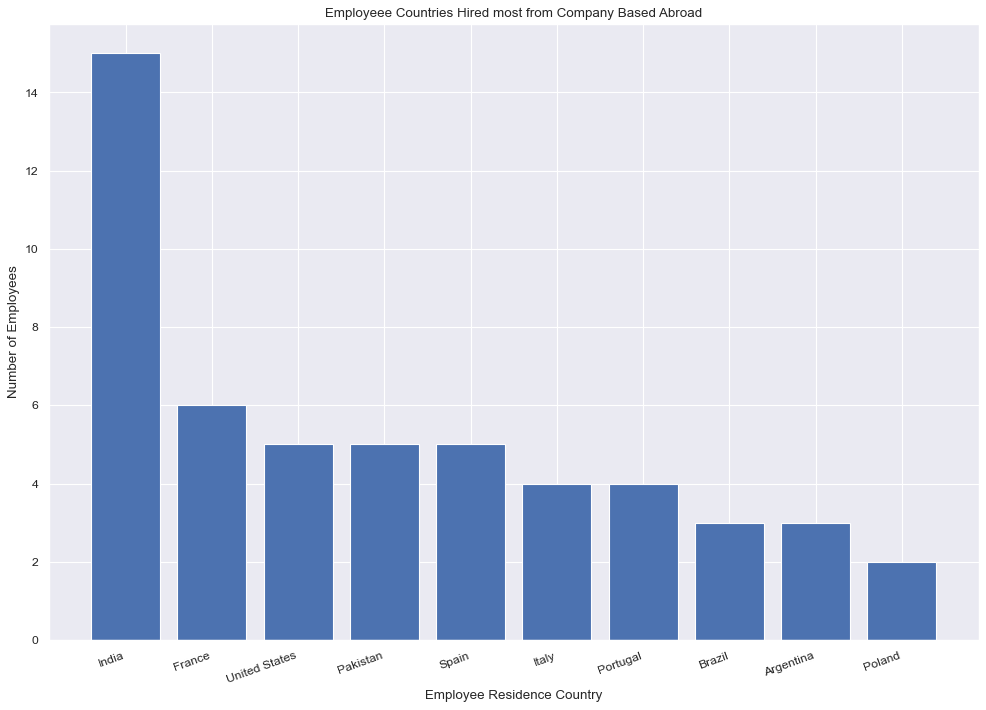 Employeee Countries Hired most from Company Based Abroad
Number of Employees
14
12
10
8
6
4
2
0
India
France
United States
Pakistan
Spain
Italy
Portugal
Brazil
Argentina
Poland
Employee Residence Country